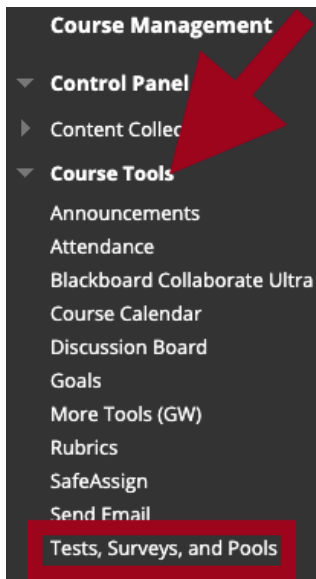 Course Management
Control Panel
Content Collec
Course Tools
Announcements
Attendance
Blackboard Collaborate Ultra
Course Calendar
Discussion Board
Goals
More Tools (GW)
Rubrics
SafeAssign
Send Email
Tests, Surveys, and Pools